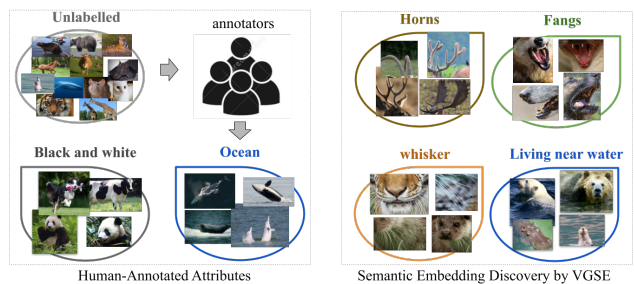 Unlabelled
annotators
Black and white
Ocean
Human-Annotated Attributes
Horns
Fangs
whisker
Living near water
Semantic Embedding Discovery by VGSE